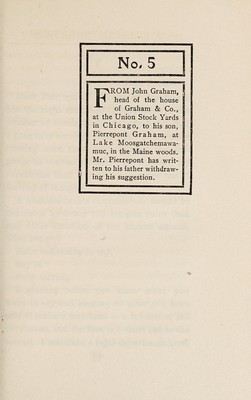 No. 5
FROM John Graham,
head of the house
of Graham & Co.,
at the Union Stock Yards
in Chicago, to his son,
Pierrepont Graham, at
Lake Moosgatchemawa-
muc, in the Maine woods.
Mr. Pierrepont has writ-
ten to his father withdraw-
ing his suggestion.